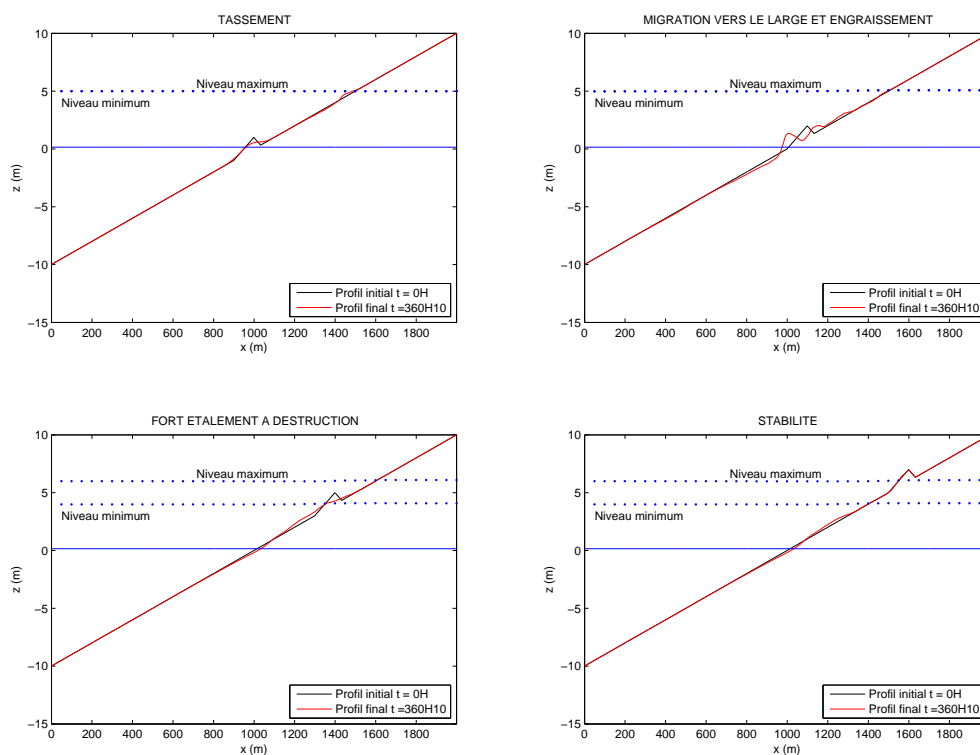 TASSEMENT
10
5
0
−5
−10
−15
z (m)
Niveau maximum
Niveau minimum
Profil initial t = 0H
Profil final t =360H10
0 200 400 600 800 1000 1200 1400 1600 1800
x (m)
MIGRATION VERS LE LARGE ET ENGRAISSEMENT
10
5
0
−5
−10
−15
z (m)
Niveau maximum
Niveau minimum
Profil initial t = 0H
Profil final t =360H10
0 200 400 600 800 1000 1200 1400 1600 1800
x (m)
FORT ETALEMENT A DESTRUCTION
10
5
0
−5
−10
−15
z (m)
Niveau maximum
Niveau minimum
Profil initial t = 0H
Profil final t =360H10
0 200 400 600 800 1000 1200 1400 1600 1800
x (m)
STABILITE
10
5
0
−5
−10
−15
z (m)
Niveau maximum
Niveau minimum
Profil initial t = 0H
Profil final t =360H10
0 200 400 600 800 1000 1200 1400 1600 1800
x (m)